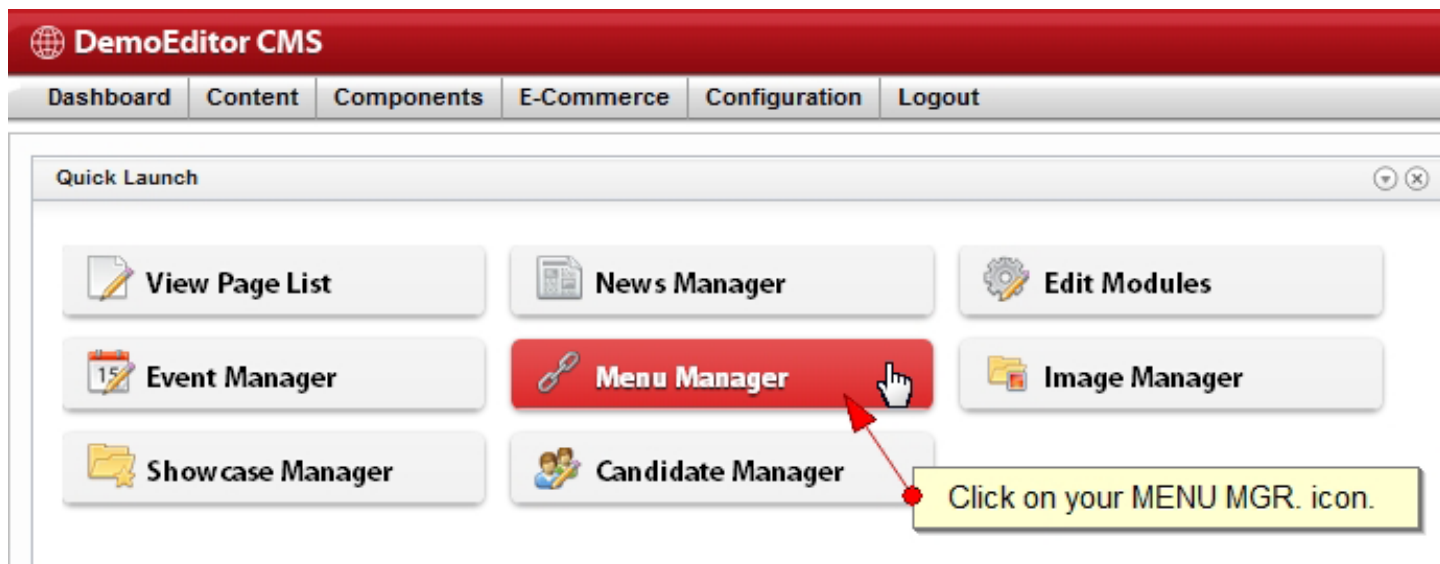 DemoEditor CMS
Dashboard Content Components E-Commerce Configuration Logout
Quick Launch
View Page List News Manager Edit Modules
15
Event Manager Menu Manager Image Manager
Showcase Manager Candidate Manager
Click on your MENU MGR. icon.